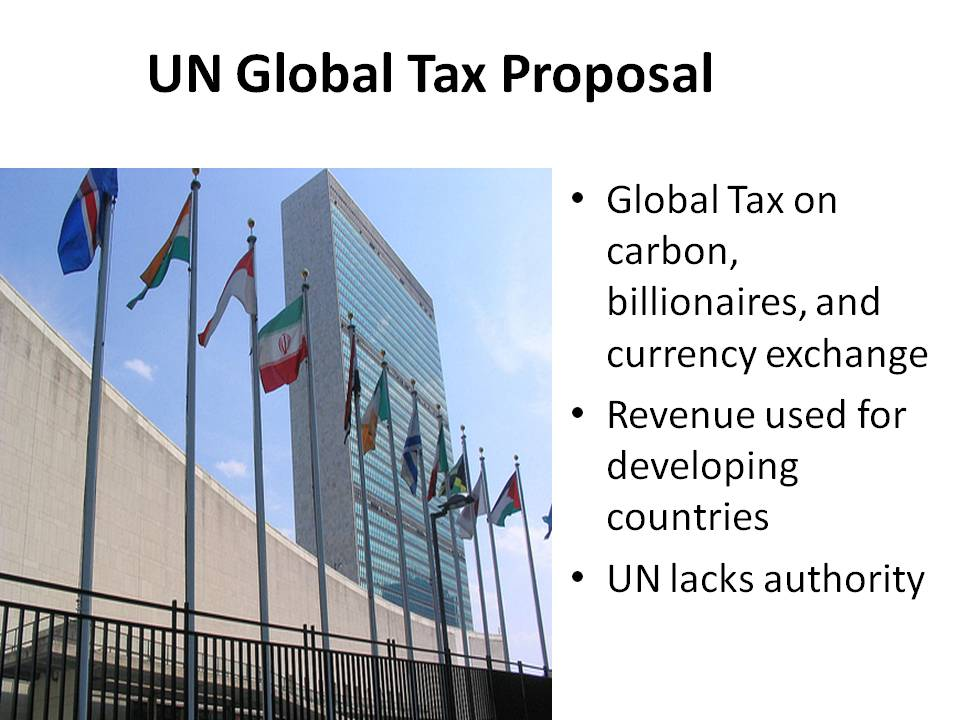 UN Global Tax Proposal
• Global Tax on
carbon,
billionaires, and
currency exchange
• Revenue used for
developing
countries
• UN lacks authority